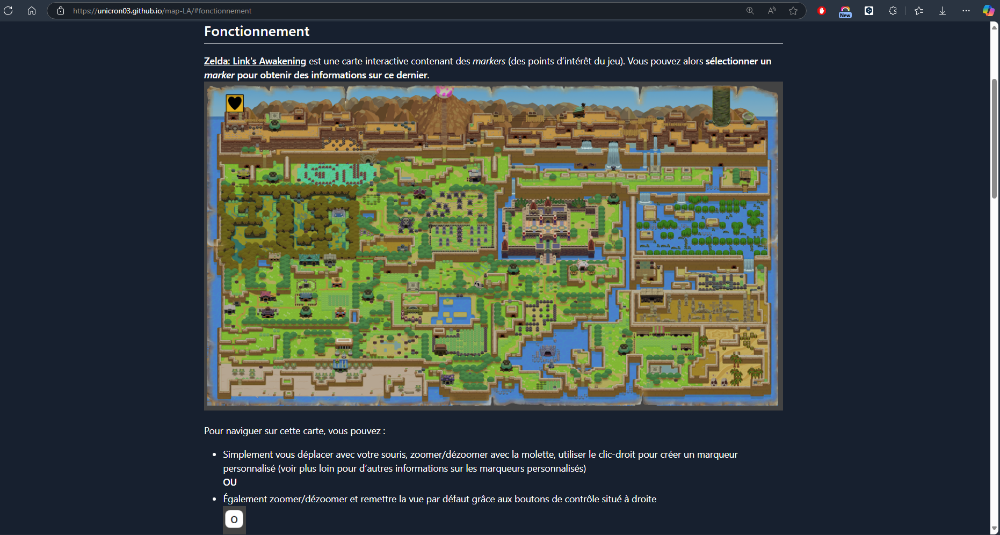 https://unicron03.github.io/map-LA/#fonctionnement
New
Fonctionnement
Zelda: Link's Awakening est une carte interactive contenant des markers (des points d’intérêt du jeu). Vous pouvez alors sélectionner un
marker pour obtenir des informations sur ce dernier.
Pour naviguer sur cette carte, vous pouvez :
• Simplement vous déplacer avec votre souris, zoomer/dézoomer avec la molette, utiliser le clic-droit pour créer un marqueur
personnalisé (voir plus loin pour d’autres informations sur les marqueurs personnalisés)
OU
• Également zoomer/dézoomer et remettre la vue par défaut grâce aux boutons de contrôle situé à droite
O